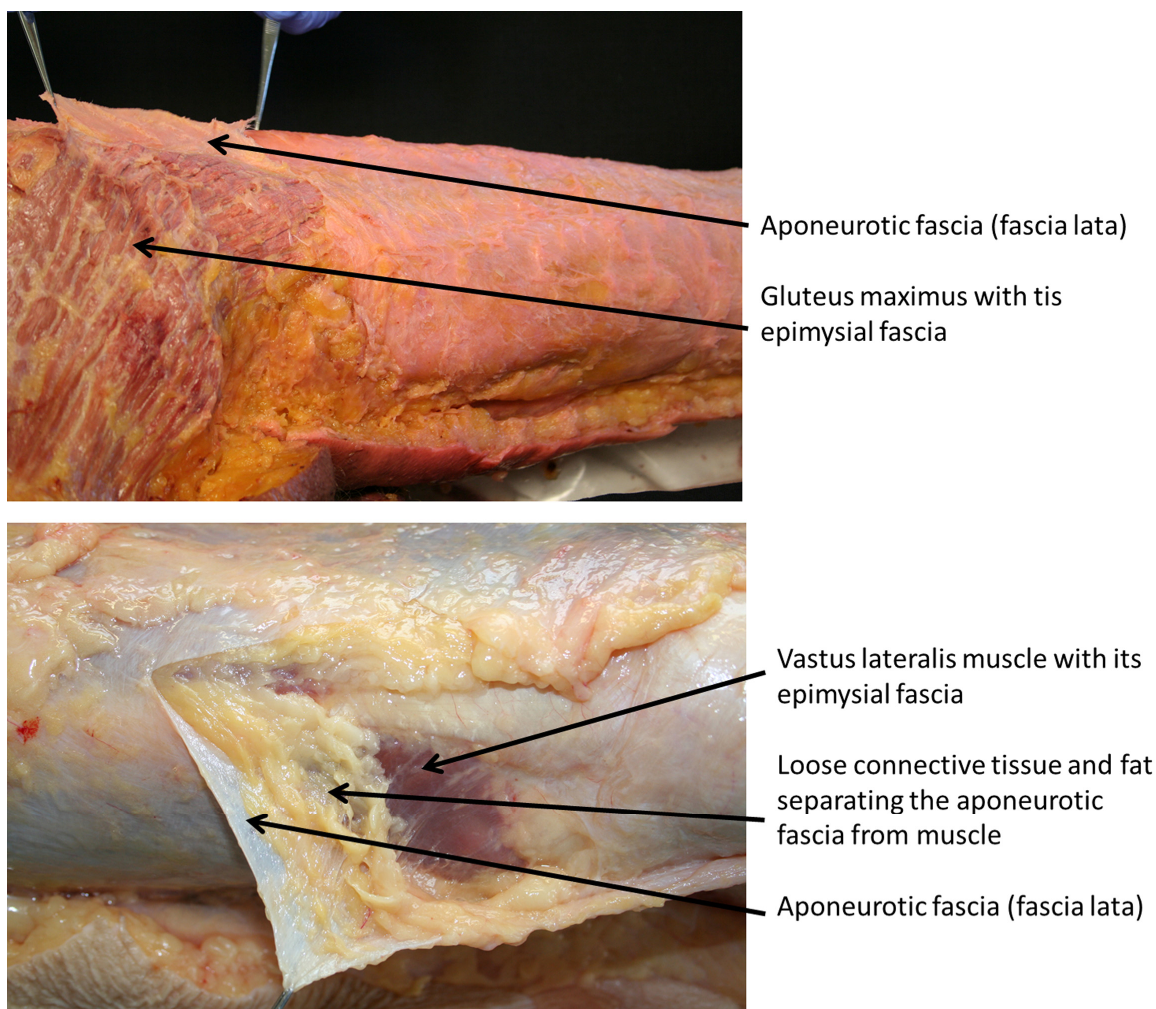 Aponeurotic fascia (fascia lata)
Gluteus maximus with tis
epimysial fascia
Vastus lateralis muscle with its
epimysial fascia
Loose connective tissue and fat
separating the aponeurotic
fascia from muscle
Aponeurotic fascia (fascia lata)